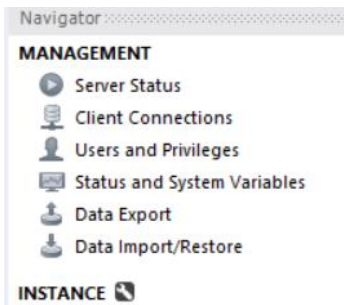 Navigator
MANAGEMENT
Server Status
Client Connections
Users and Privileges
Status and System Variables
Data Export
Data Import/Restore
INSTANCE